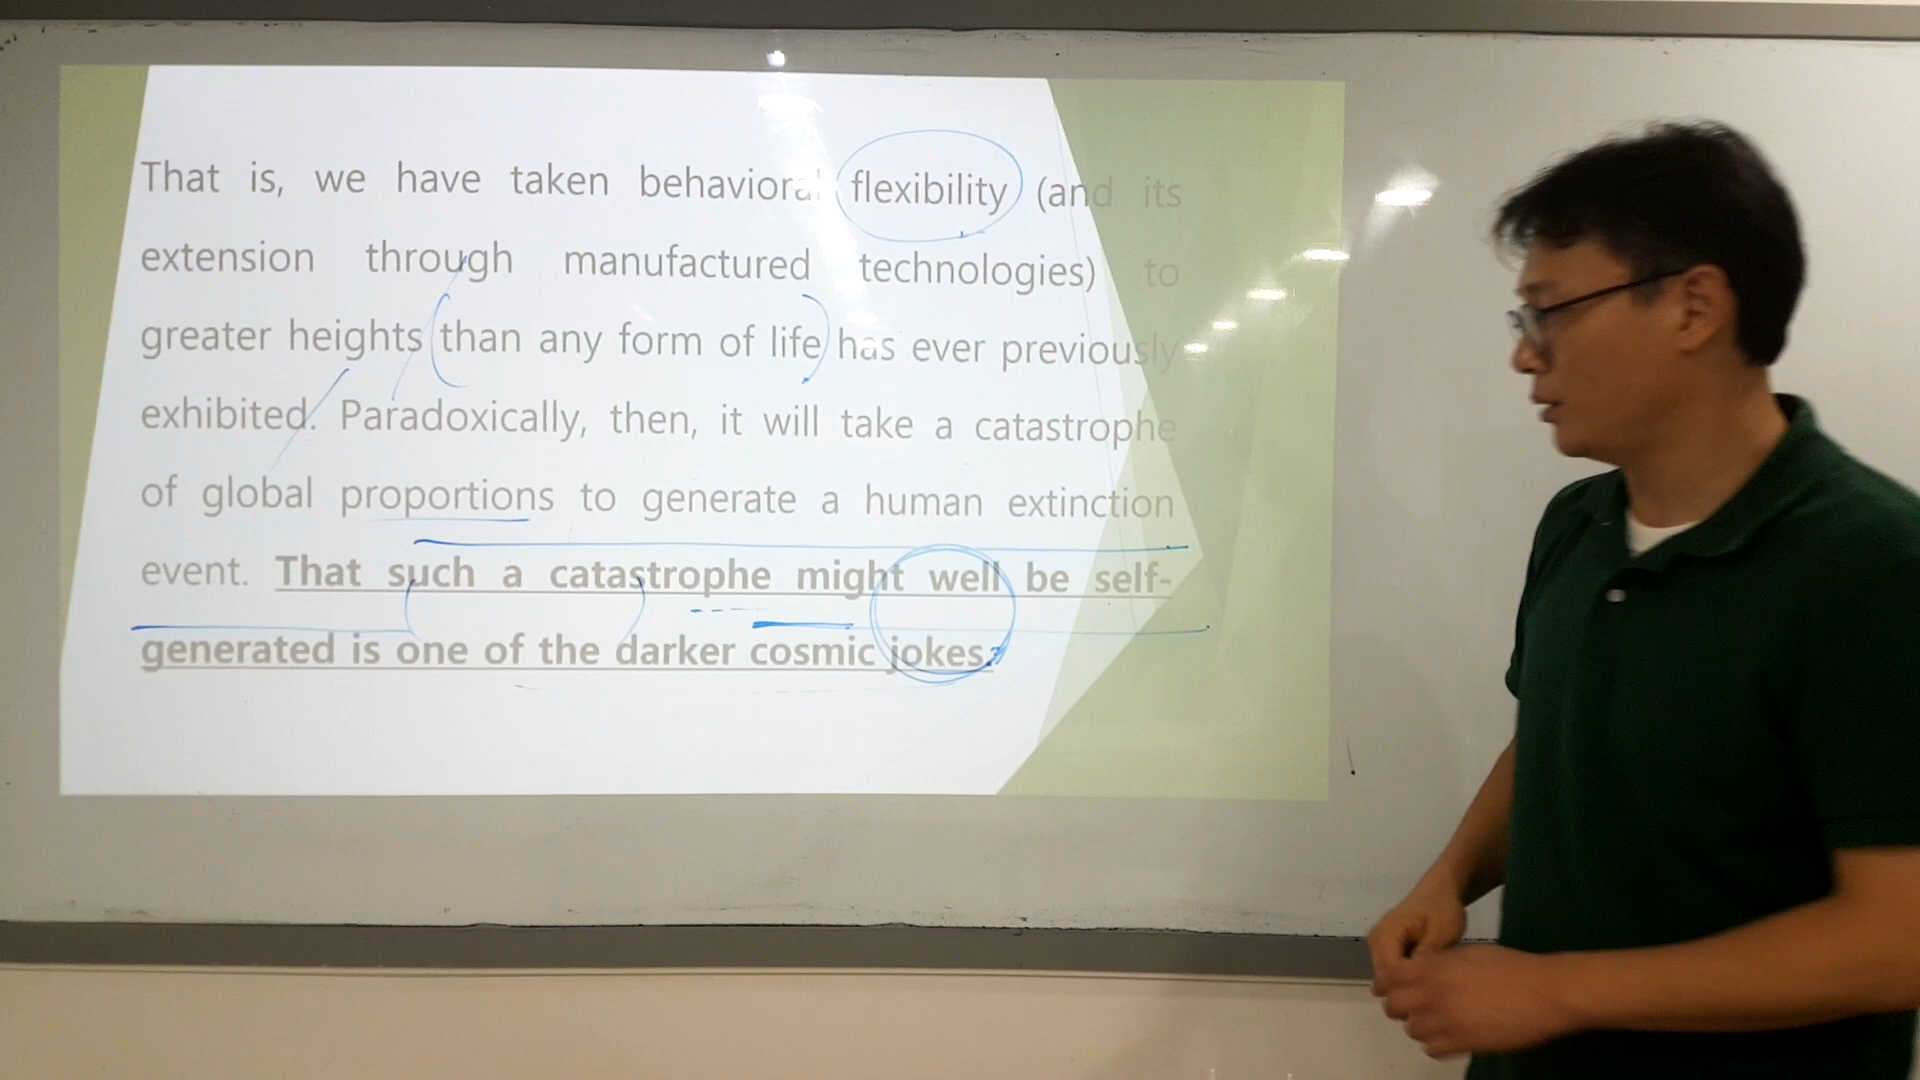 That is, we have taken behavioral flexibility (and its
extension through manufactured technologies) to
greater heights than any form of life has ever previously
exhibited. Paradoxically, then, it will take a catastrophe
of global proportions to generate a human extinction
event. That such a catastrophe might well be self-
generated is one of the darker cosmic jokes.